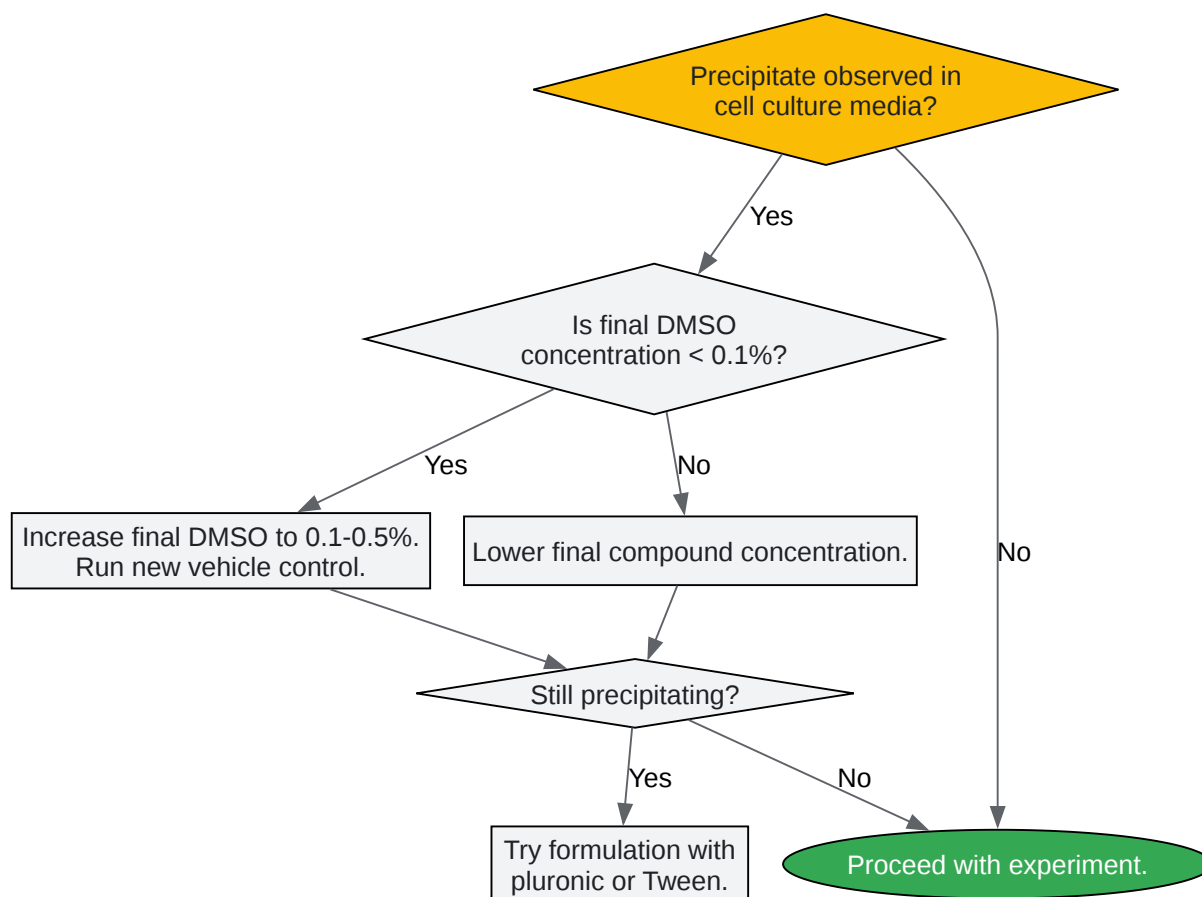 Precipitate observed in
cell culture media?
Yes
Is final DMSO
concentration < 0.1%?
Yes
No
Increase final DMSO to 0.1-0.5%.
Run new vehicle control.
Lower final compound concentration.
No
Still precipitating?
Yes
No
Try formulation with
pluronic or Tween.
Proceed with experiment.